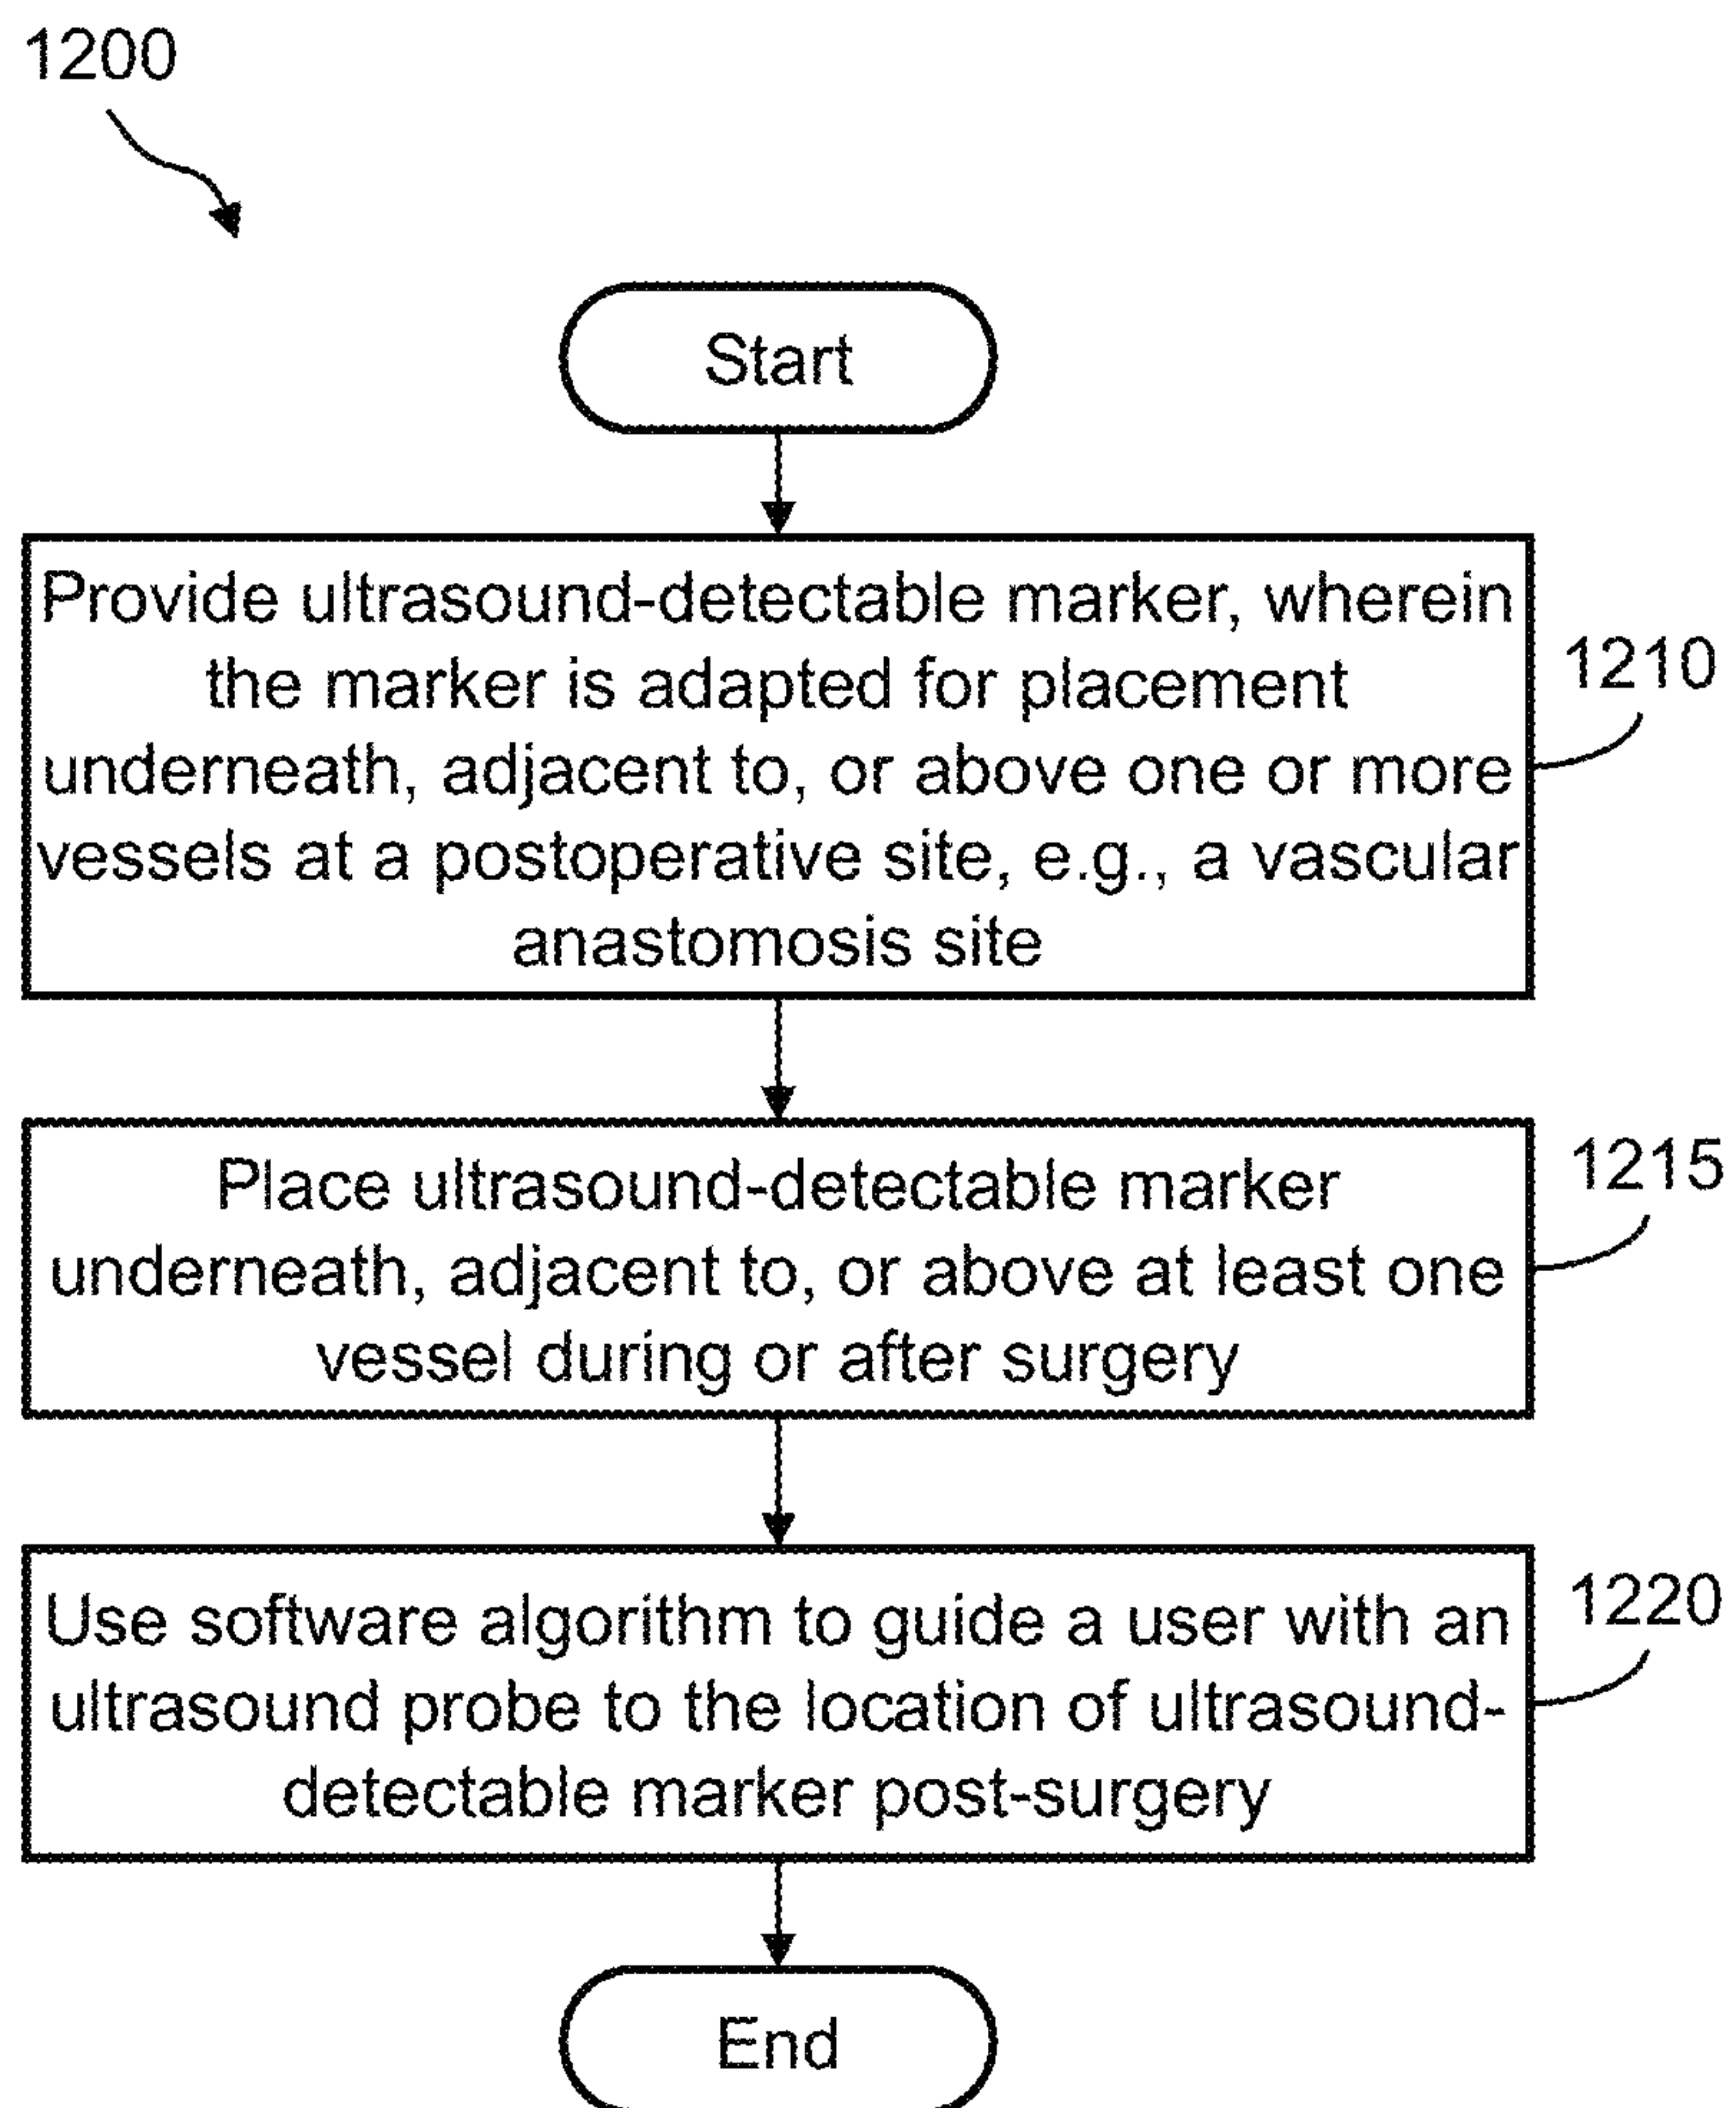 1200
Start
Provide ultrasound-detectable marker, wherein
the marker is adapted for placement
underneath, adjacent to, or above one or more
vessels at a postoperative site, e.g., a vascular
anastomosis site
1210
Place ultrasound-detectable marker
underneath, adjacent to, or above at least one
vessel during or after surgery
1215
Use software algorithm to guide a user with an
ultrasound probe to the location of ultrasound-
detectable marker post-surgery
1220
End